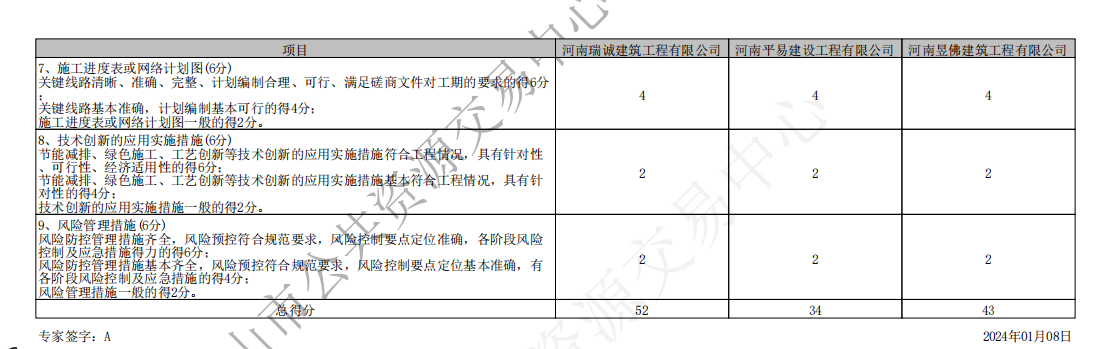 项目 河南瑞诚建筑工程有限公司 河南平易建设工程有限公司 河南昱佛建筑工程有限公司
7、施工进度表或网络计划图(6分)
关键线路清晰、准确、完整、计划编制合理、可行、满足磋商文件对工期的要求的得6分
;
关键线路基本准确，计划编制基本可行的得4分;
施工进度表或网络计划图一般的得2分。
4 4 4
8、技术创新的应用实施措施(6分)
节能减排、绿色施工、工艺创新等技术创新的应用实施措施符合工程情况，具有针对性
、可行性、经济适用性的得6分;
节能减排、绿色施工、工艺创新等技术创新的应用实施措施基本符合工程情况，具有针
对性的得4分;
技术创新的应用实施措施一般的得2分。
2 2 2
9、风险管理措施(6分)
风险防控管理措施齐全，风险预控符合规范要求，风险控制要点定位准确，各阶段风险
控制及应急措施得力的得6分;
风险防控管理措施基本齐全，风险预控符合规范要求，风险控制要点定位基本准确，有
各阶段风险控制及应急措施的得4分;
风险管理措施一般的得2分。
2 2 2
总得分 52 34 43
专家签字：A 2024年01月08日
山市公共资源交易中心
资源交易中心